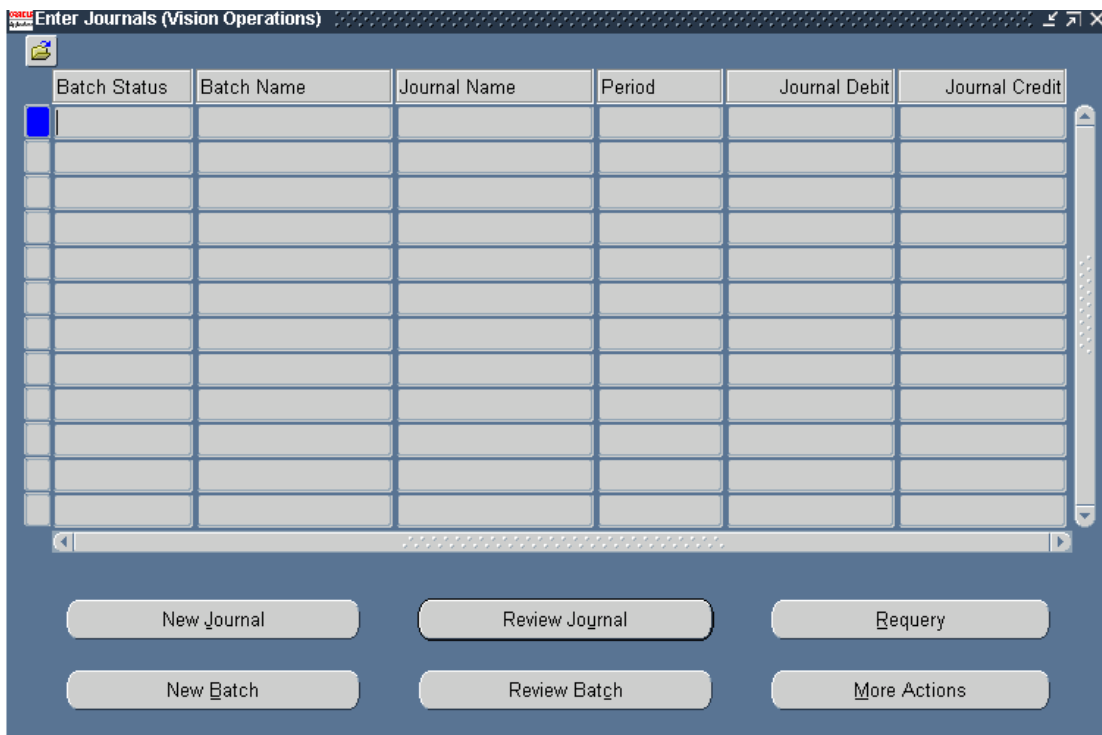 ORACLE Enter Journals (Vision Operations)
Batch Status Batch Name Journal Name Period Journal Debit Journal Credit
New Journal Review Journal Requery
New Batch Review Batch More Actions